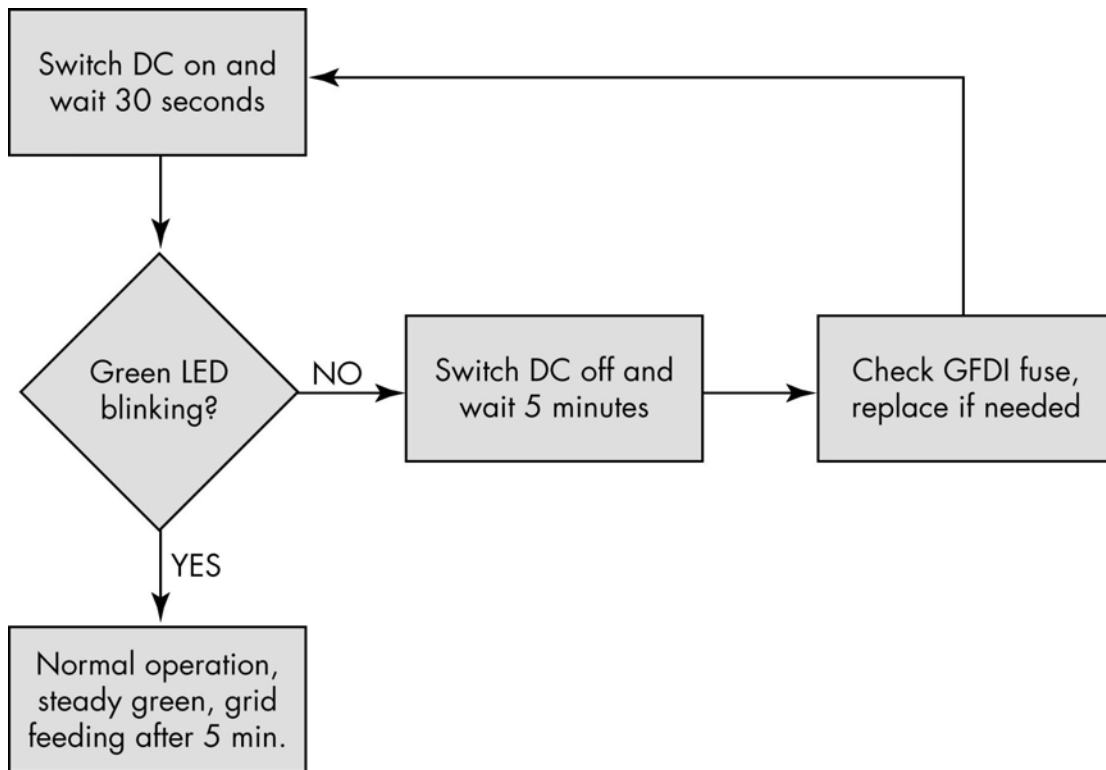 Switch DC on and
wait 30 seconds
Green LED
blinking?
NO
Switch DC off and
wait 5 minutes
Check GFDI fuse,
replace if needed
YES
Normal operation,
steady green, grid
feeding after 5 min.